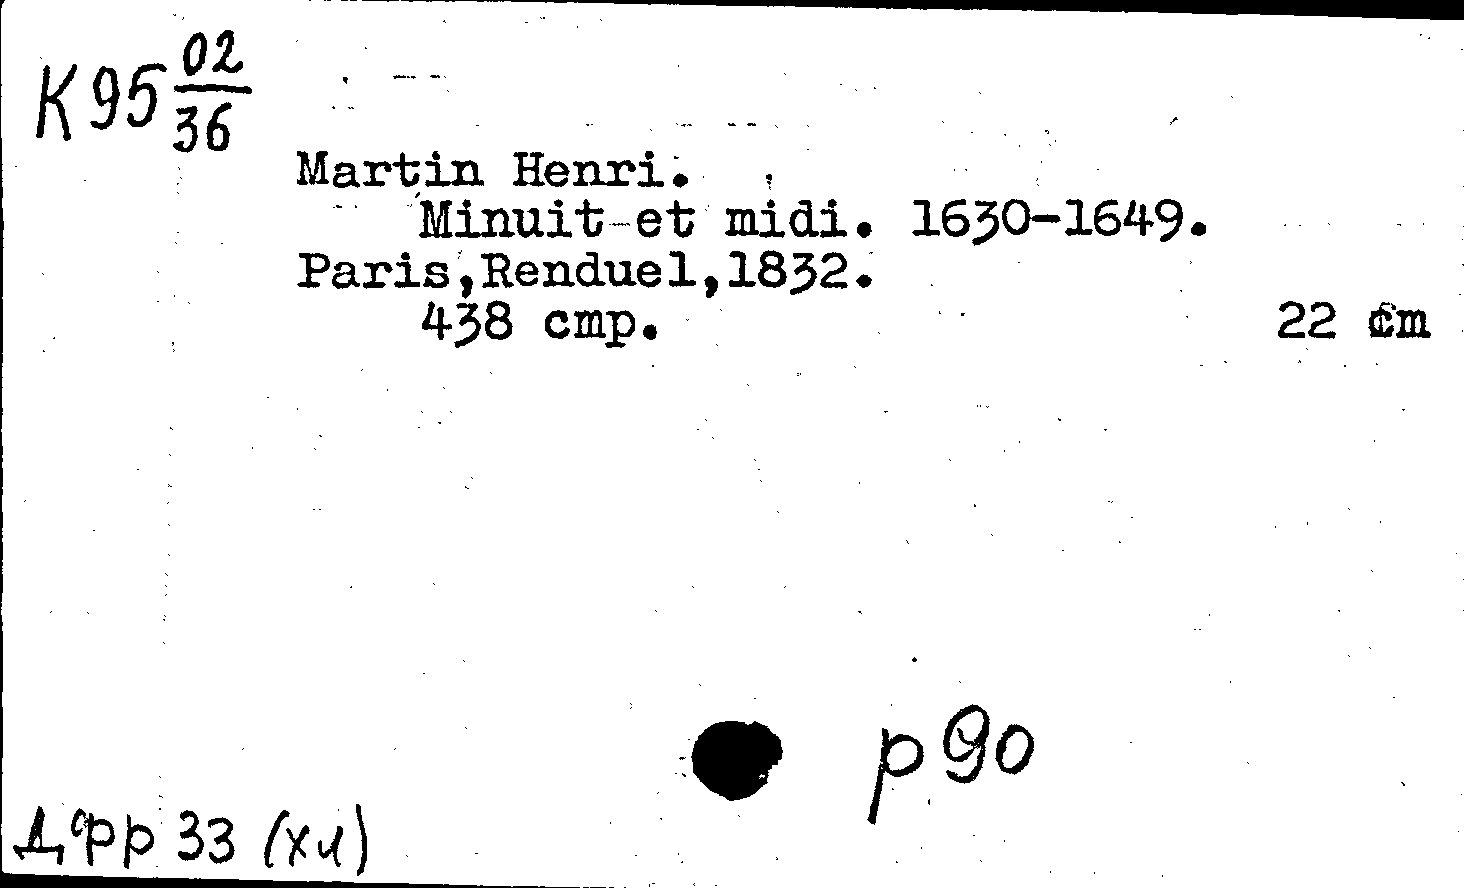 К95 02/36
Martin Henri.
Minuit et midi. 1630-1649.
Paris,Renduel,1832.
438 cmp. 22 cm
р90
Дфр 33 (хл)